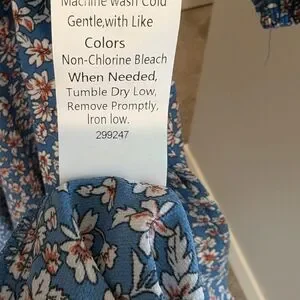 Machine Wash Cold
Gentle,with Like
Colors
Non-Chlorine Bleach
When Needed,
Tumble Dry Low,
Remove Promptly,
Iron low.
299247